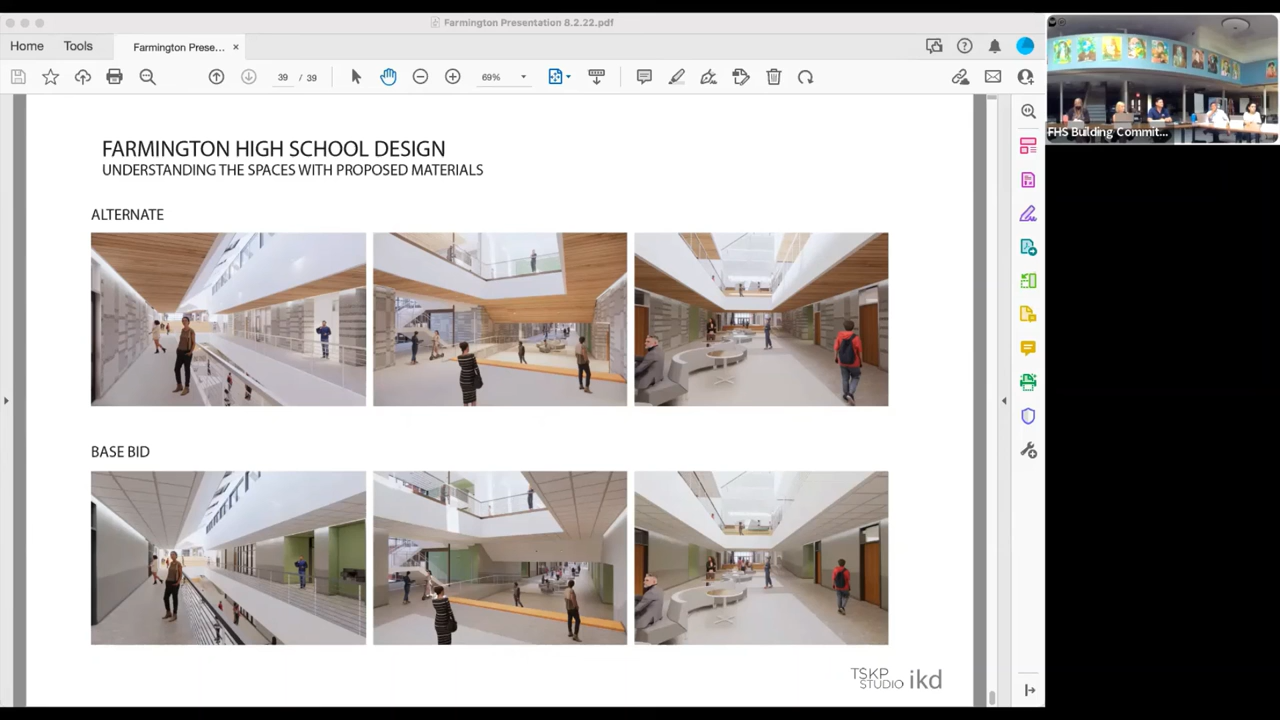 Farmington Presentation 8.2.22.pdf
Home
Tools
Farmington Prese...
39 / 39
69%
FARMINGTON HIGH SCHOOL DESIGN
UNDERSTANDING THE SPACES WITH PROPOSED MATERIALS
ALTERNATE
BASE BID
TSKP
STUDIO
ikd
FHS Building Commit...